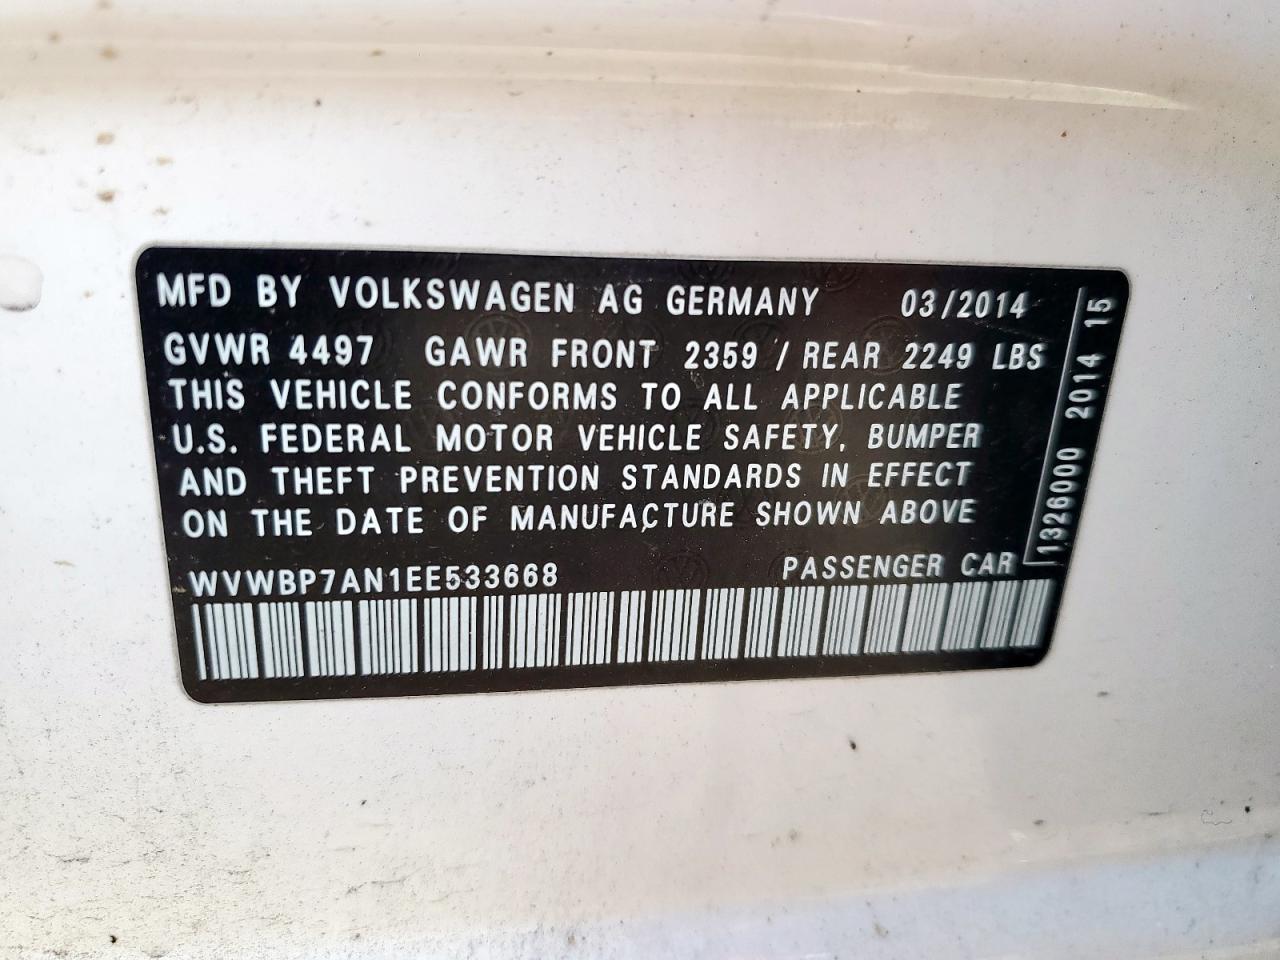 MFD BY VOLKSWAGEN AG GERMANY 03/2014
GVWR 4497 GAWR FRONT 2359 / REAR 2249 LBS
THIS VEHICLE CONFORMS TO ALL APPLICABLE
U.S. FEDERAL MOTOR VEHICLE SAFETY, BUMPER
AND THEFT PREVENTION STANDARDS IN EFFECT
ON THE DATE OF MANUFACTURE SHOWN ABOVE
WVWBP7AN1EE533668 PASSENGER CAR
1326000 2014 15